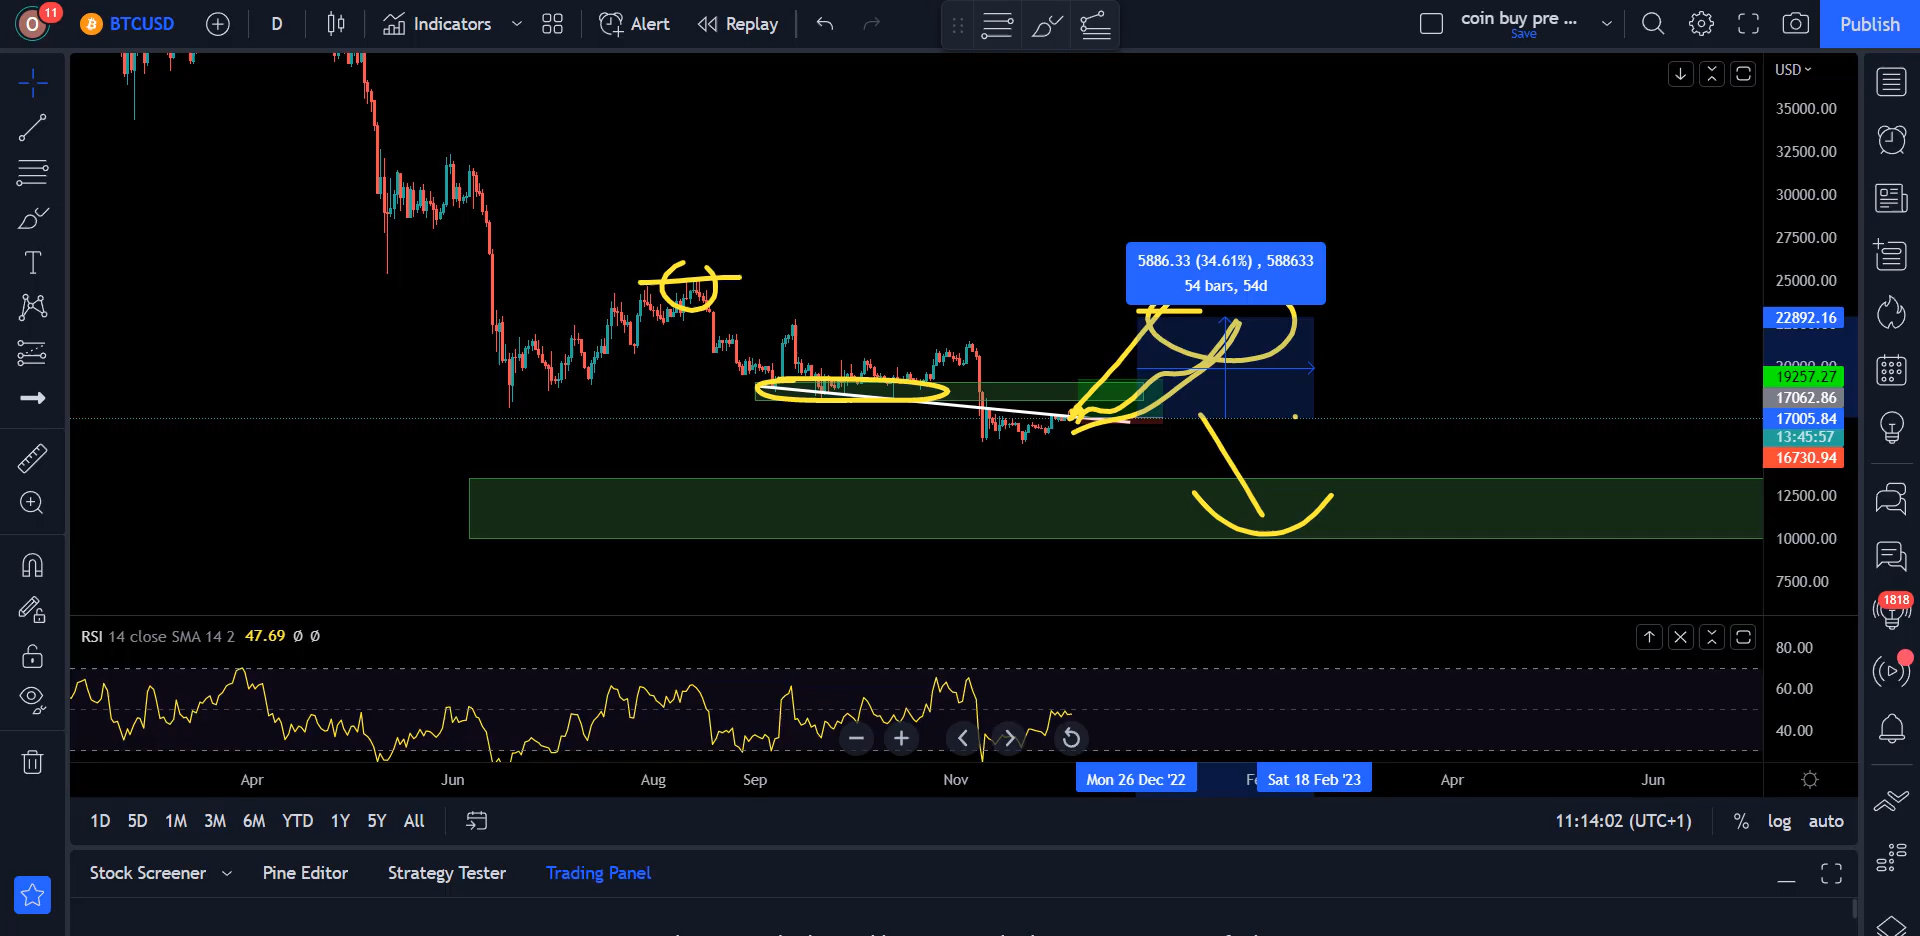 O 11 BTCUSD D Indicators Alert Replay coin buy pre ... Save Publish
USD
35000.00
32500.00
30000.00
27500.00
25000.00
5886.33 (34.61%) , 588633
54 bars, 54d
22892.16
19257.27
17062.86
17005.84
13:45:57
16730.94
12500.00
10000.00
7500.00
RSI 14 close SMA 14 2 47.69 Ø Ø
80.00
60.00
40.00
Apr Jun Aug Sep Nov Mon 26 Dec '22 Fe Sat 18 Feb '23 Apr Jun
1D 5D 1M 3M 6M YTD 1Y 5Y All 11:14:02 (UTC+1) % log auto
Stock Screener Pine Editor Strategy Tester Trading Panel
1818